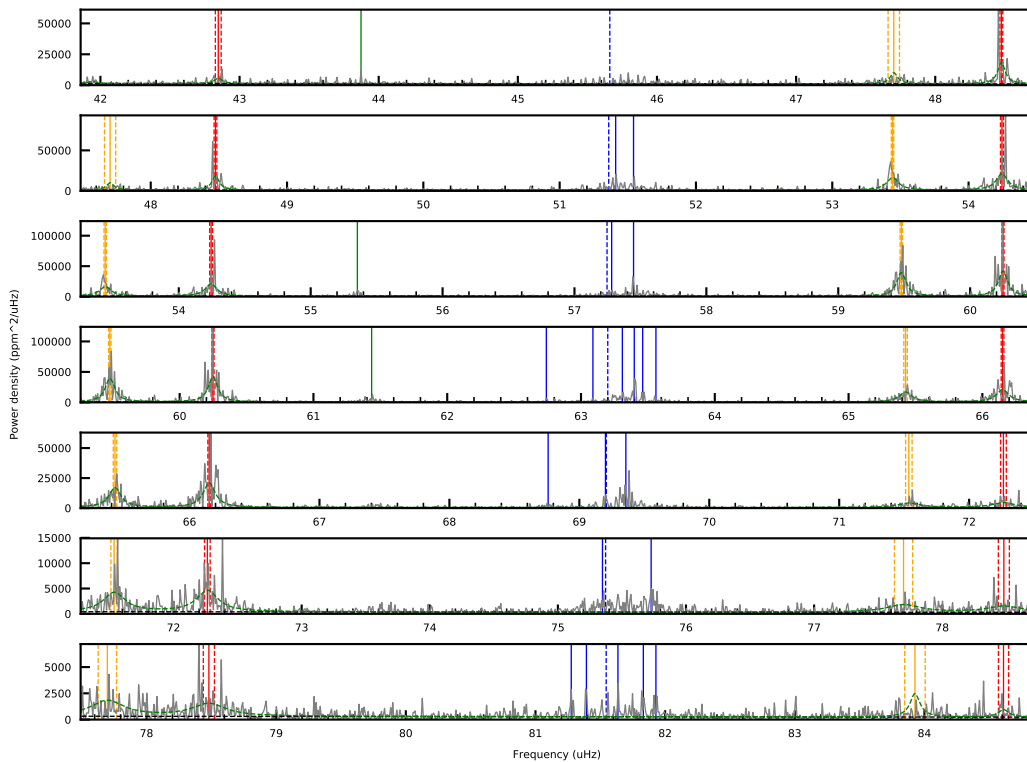 50000
25000
0
42 43 44 45 46 47 48
50000
0
48 49 50 51 52 53 54
100000
50000
0
54 55 56 57 58 59 60
100000
50000
0
60 61 62 63 64 65 66
50000
25000
0
66 67 68 69 70 71 72
15000
10000
5000
0
72 73 74 75 76 77 78
5000
2500
0
78 79 80 81 82 83 84
Frequency (uHz)
Power density (ppm^2/uHz)